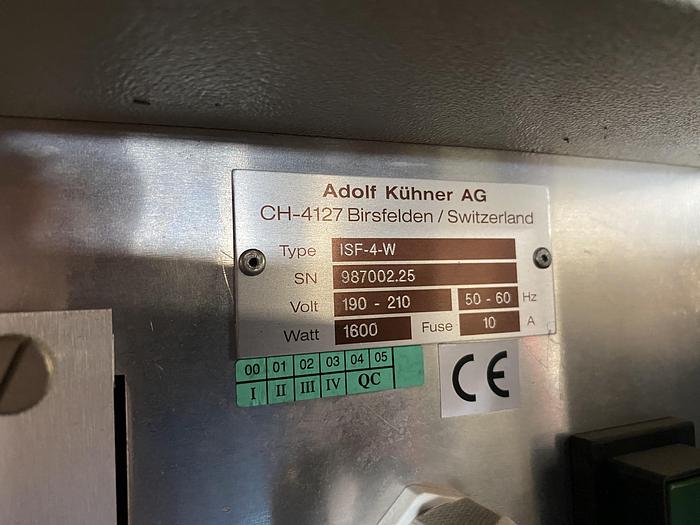 Adolf Kühner AG
CH-4127 Birsfelden / Switzerland
Type ISF-4-W
SN 987002.25
Volt 190 - 210 50 - 60 Hz
Watt 1600 Fuse 10 A
00 01 02 03 04 05
I II III IV QC
CE